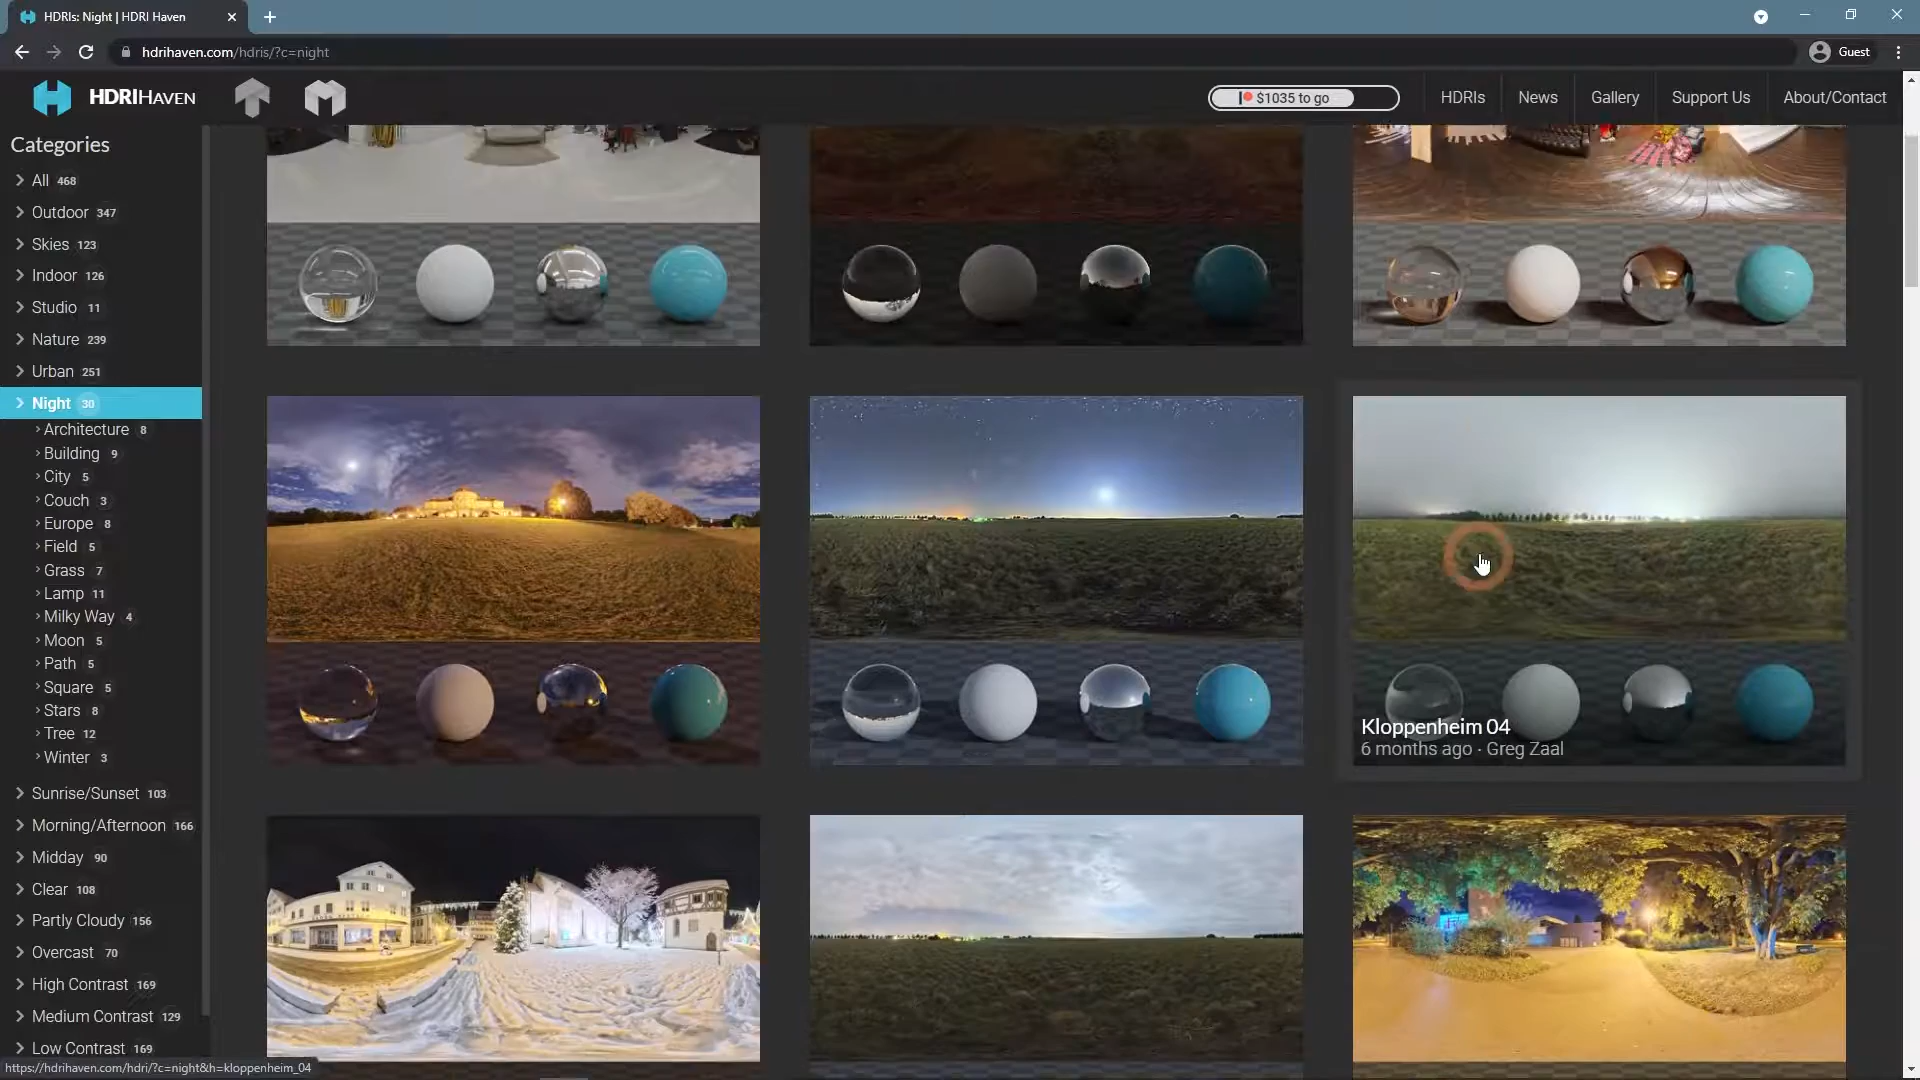 HDRIs: Night | HDRI Haven
hdrihaven.com/hdris/?c=night
Guest
HDRIHAVEN
$1035 to go
HDRIs
News
Gallery
Support Us
About/Contact
Categories
All 468
Outdoor 347
Skies 123
Indoor 126
Studio 11
Nature 239
Urban 251
Night 30
Architecture 8
Building 9
City 5
Couch 3
Europe 8
Field 5
Grass 7
Lamp 11
Milky Way 4
Moon 5
Path 5
Square 5
Stars 8
Tree 12
Winter 3
Sunrise/Sunset 103
Morning/Afternoon 166
Midday 90
Clear 108
Partly Cloudy 156
Overcast 70
High Contrast 169
Medium Contrast 129
Low Contrast 169
Kloppenheim 04
6 months ago · Greg Zaal
https://hdrihaven.com/hdri/?c=night&h=kloppenheim_04